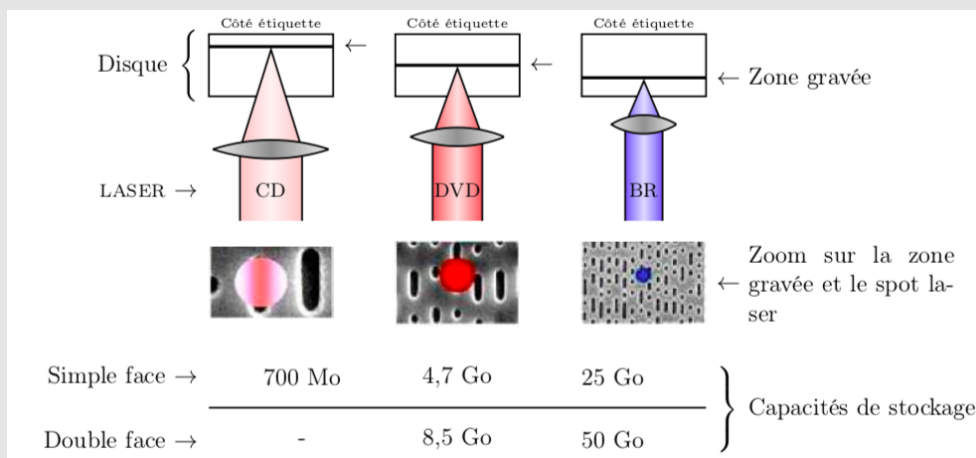 Côté étiquette Côté étiquette Côté étiquette
Disque
← ← ← Zone gravée
LASER → CD DVD BR
Zoom sur la zone
← gravée et le spot la-
ser
Simple face → 700 Mo 4,7 Go 25 Go
Capacités de stockage
Double face → - 8,5 Go 50 Go